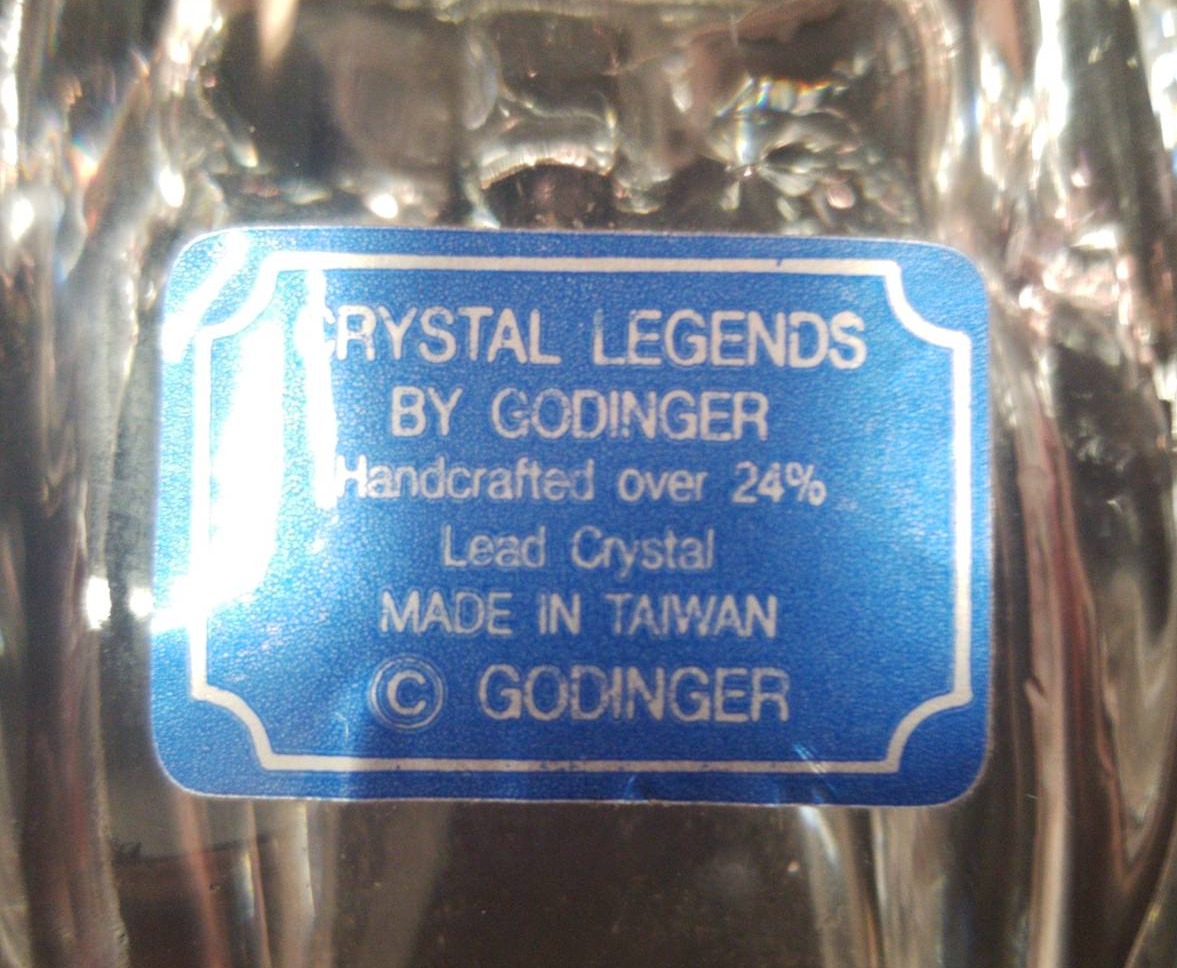 CRYSTAL LEGENDS
BY GODINGER
Handcrafted over 24%
Lead Crystal
MADE IN TAIWAN
© GODINGER